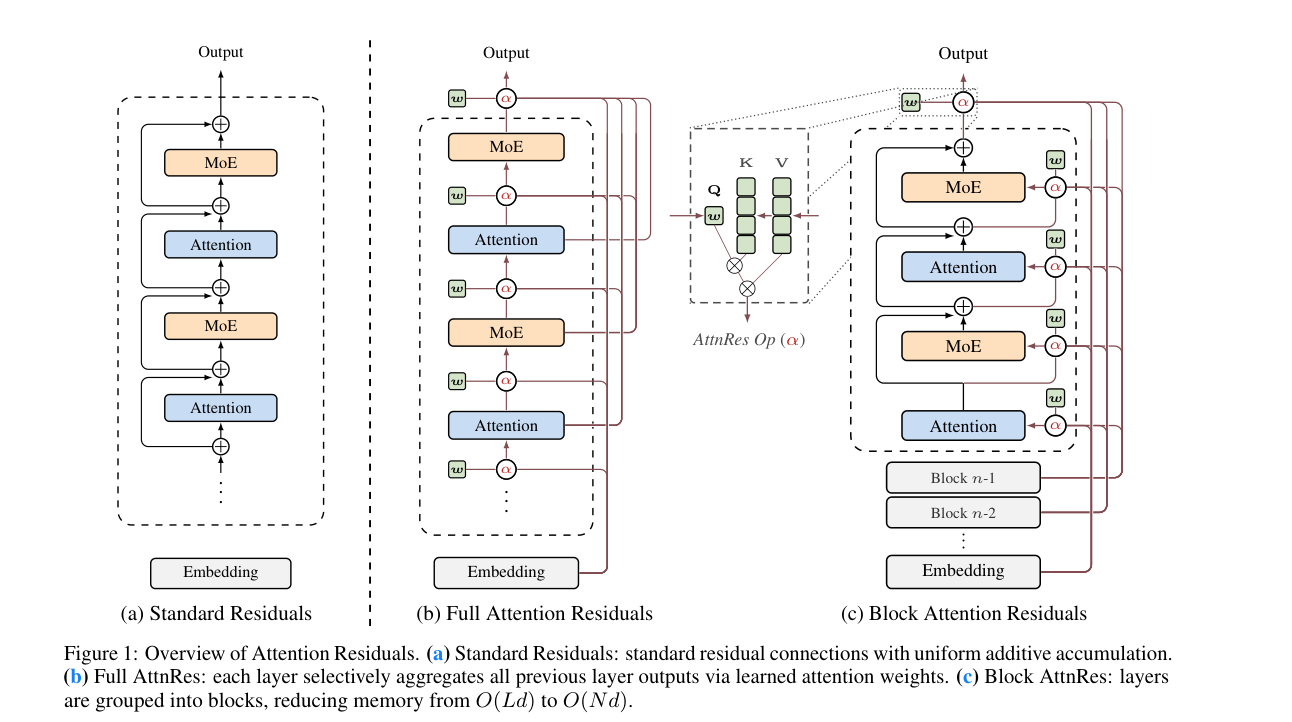 Output
⊕
MoE
⊕
Attention
⊕
MoE
⊕
Attention
⊕
⋮
Embedding
(a) Standard Residuals
Output
w α
MoE
w α
Attention
w α
MoE
w α
Attention
w α
⋮
Embedding
(b) Full Attention Residuals
K V
Q
w
⊗
⊗
AttnRes Op (α)
Output
w α
⊕
w
MoE α
⊕
w
Attention α
⊕
w
MoE α
w
Attention α
Block n-1
Block n-2
⋮
Embedding
(c) Block Attention Residuals
Figure 1: Overview of Attention Residuals. (a) Standard Residuals: standard residual connections with uniform additive accumulation.
(b) Full AttnRes: each layer selectively aggregates all previous layer outputs via learned attention weights. (c) Block AttnRes: layers
are grouped into blocks, reducing memory from O(Ld) to O(Nd).